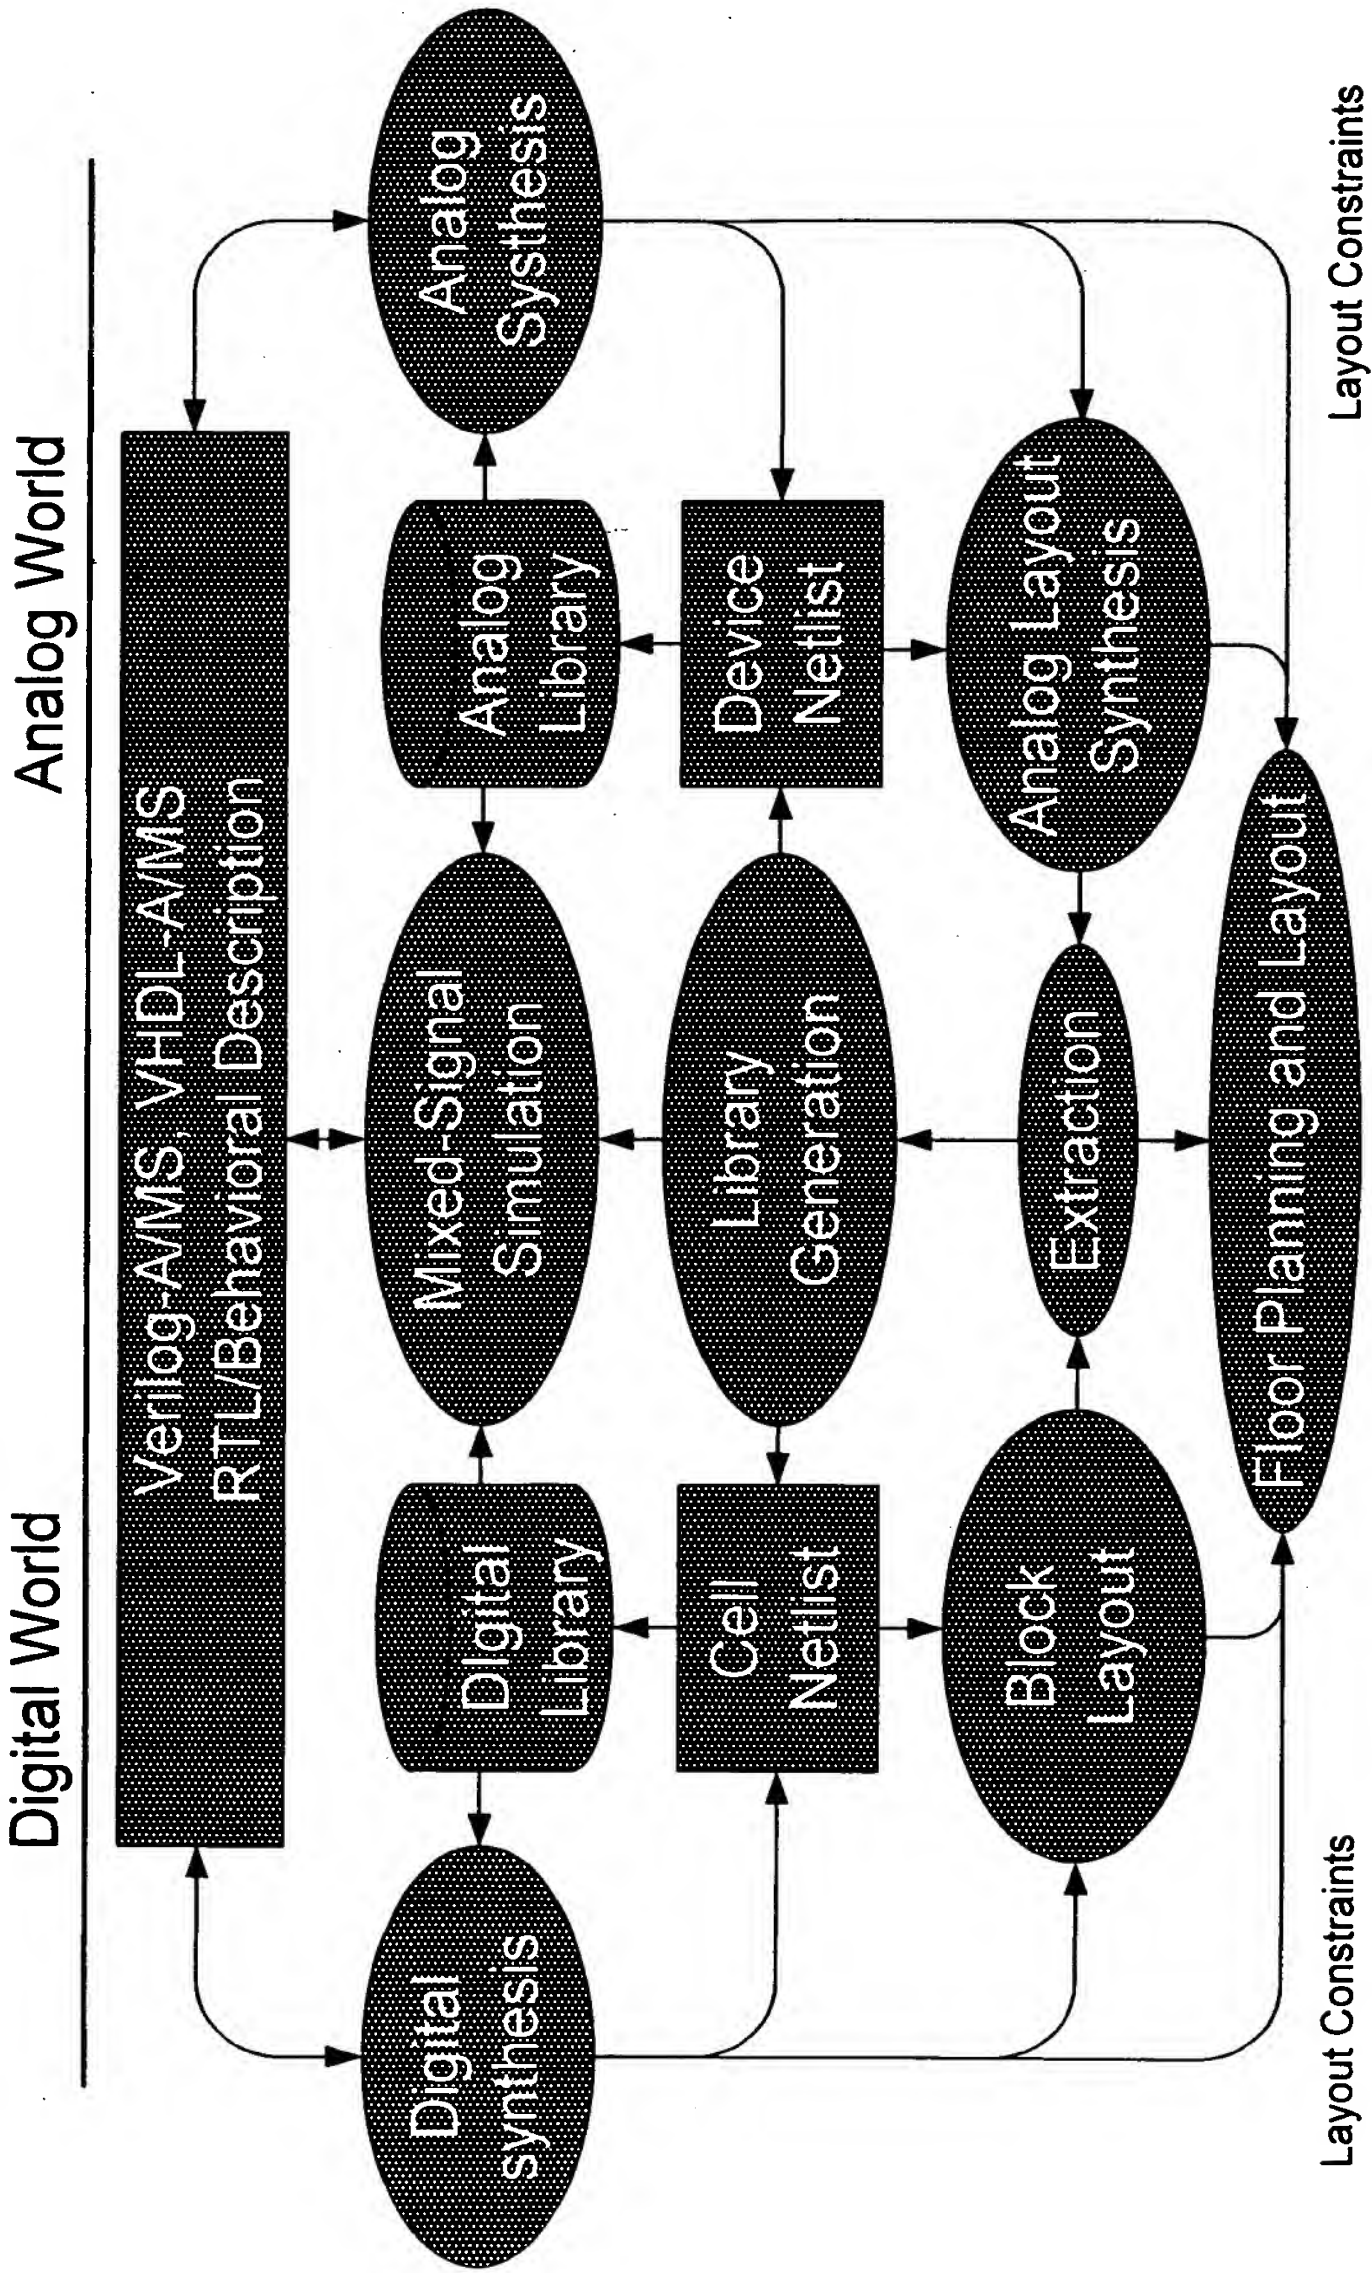 Digital World
Analog World
Verilog-A/MS, VHDL-A/MS
RTL/Behavioral Description
Digital
synthesis
DIgital
Library
Mixed-Signal
Simulation
Analog
Library
Analog
Systhesis
Cell
Netlist
Library
Generation
Device
Netlist
Block
Layout
Extraction
Analog Layout
Synthesis
Floor Planning and Layout
Layout Constraints
Layout Constraints